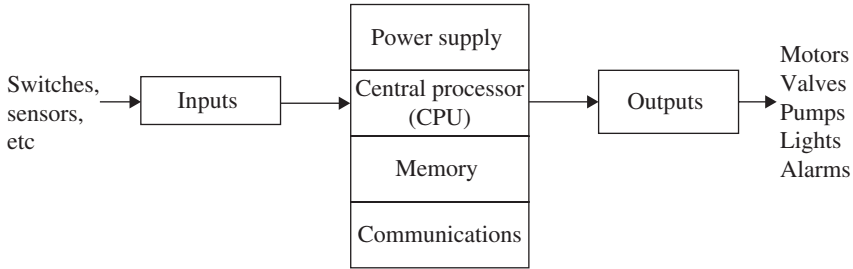 Switches,
sensors,
etc
Inputs
Power supply
Central processor
(CPU)
Memory
Communications
Outputs
Motors
Valves
Pumps
Lights
Alarms